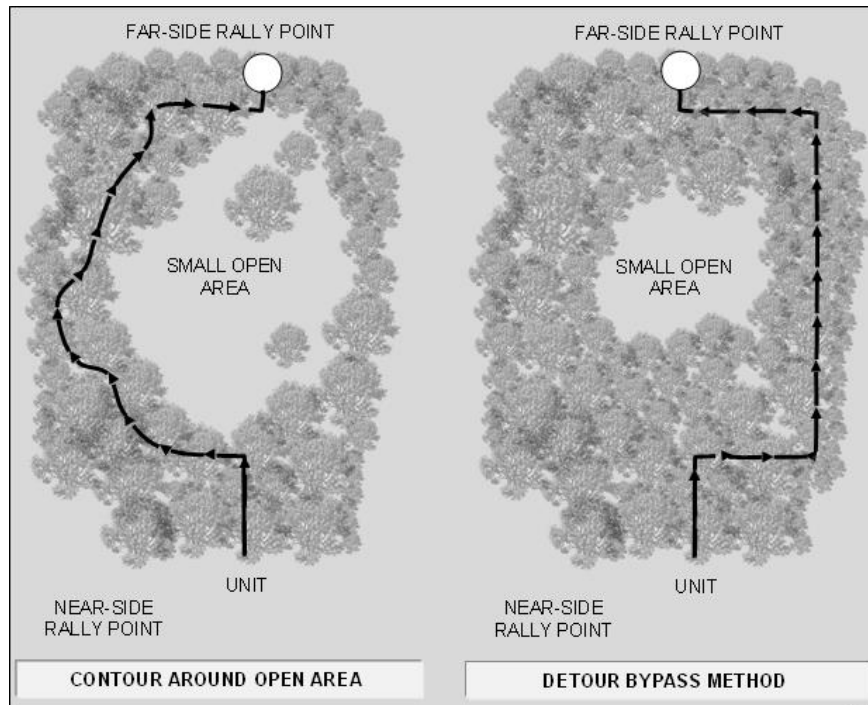 FAR-SIDE RALLY POINT
SMALL OPEN
AREA
UNIT
NEAR-SIDE
RALLY POINT
CONTOUR AROUND OPEN AREA
FAR-SIDE RALLY POINT
SMALL OPEN
AREA
UNIT
NEAR-SIDE
RALLY POINT
DETOUR BYPASS METHOD